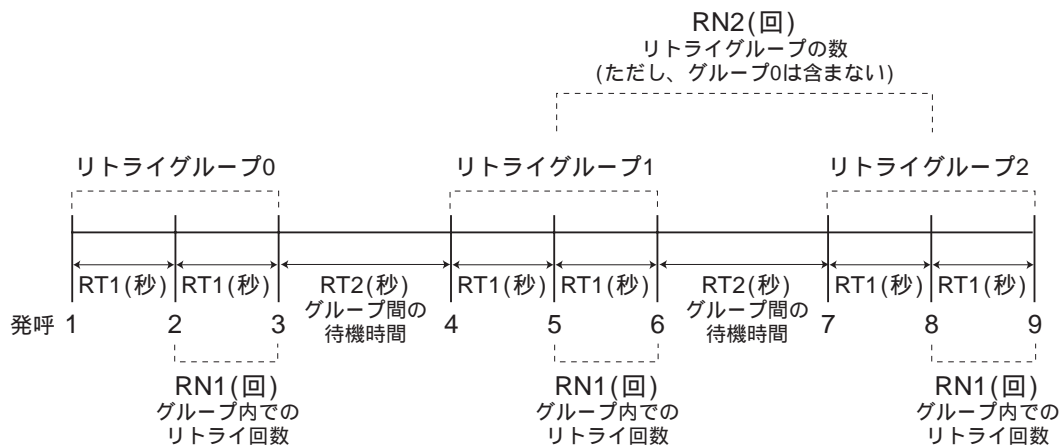 RN2(回)
リトライグループの数
(ただし、グループ0は含まない)
リトライグループ0 リトライグループ1 リトライグループ2
RT1(秒) RT1(秒) RT2(秒) RT1(秒) RT1(秒) RT2(秒) RT1(秒) RT1(秒)
グループ間の グループ間の
待機時間 待機時間
発呼 1 2 3 4 5 6 7 8 9
RN1(回) RN1(回) RN1(回)
グループ内での グループ内での グループ内での
リトライ回数 リトライ回数 リトライ回数